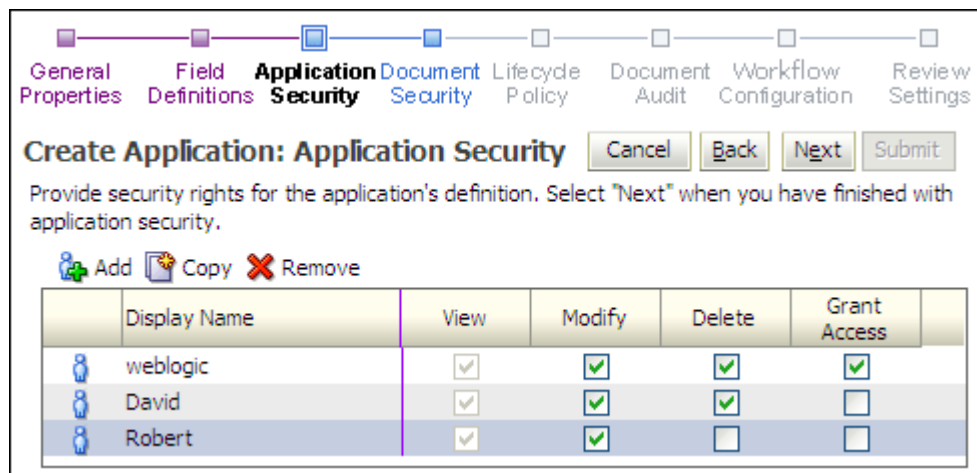 General Properties
Field Definitions
Application Security
Document Security
Lifecycle Policy
Document Audit
Workflow Configuration
Review Settings
Create Application: Application Security
Cancel
Back
Next
Submit
Provide security rights for the application's definition. Select "Next" when you have finished with
application security.
Add
Copy
Remove
Display Name
View
Modify
Delete
Grant Access
weblogic
David
Robert